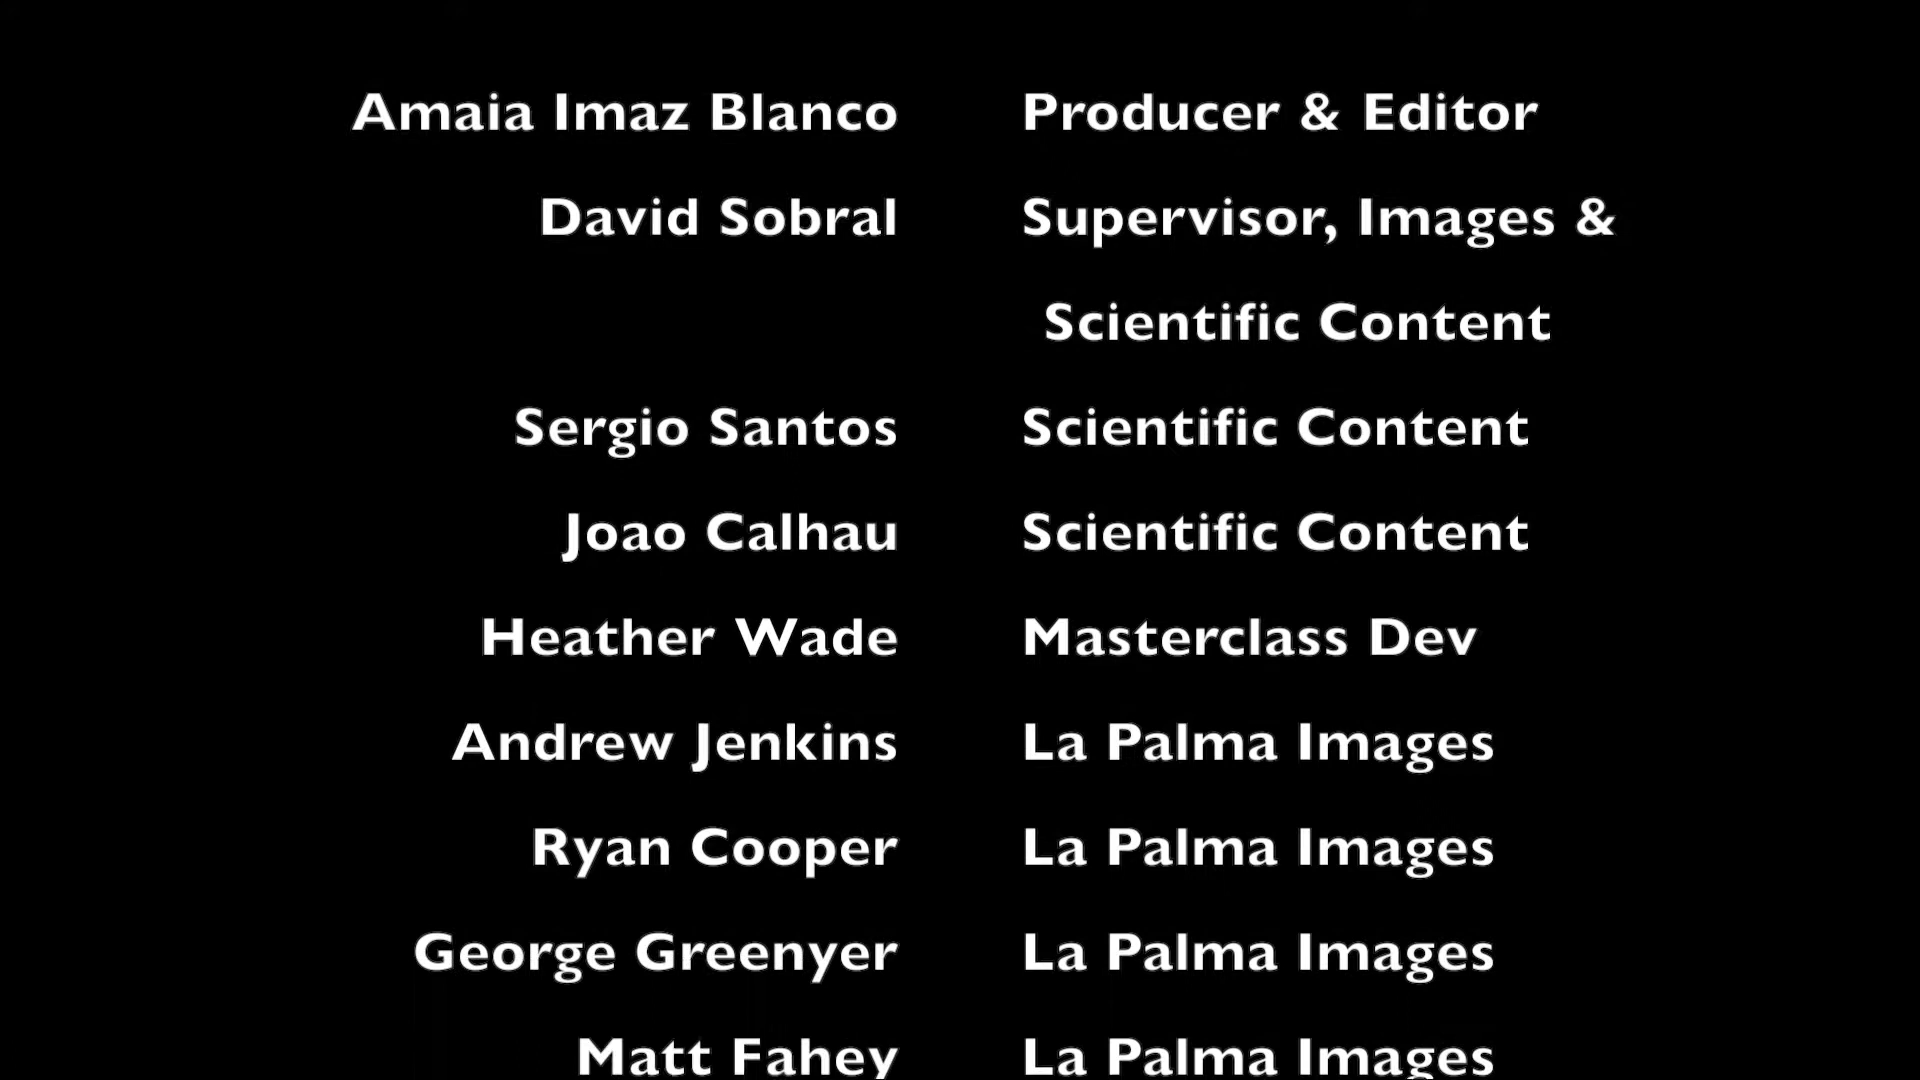 Amaia Imaz Blanco Producer & Editor
David Sobral Supervisor, Images &
Scientific Content
Sergio Santos Scientific Content
Joao Calhau Scientific Content
Heather Wade Masterclass Dev
Andrew Jenkins La Palma Images
Ryan Cooper La Palma Images
George Greenyer La Palma Images
Matt Fahey La Palma Images